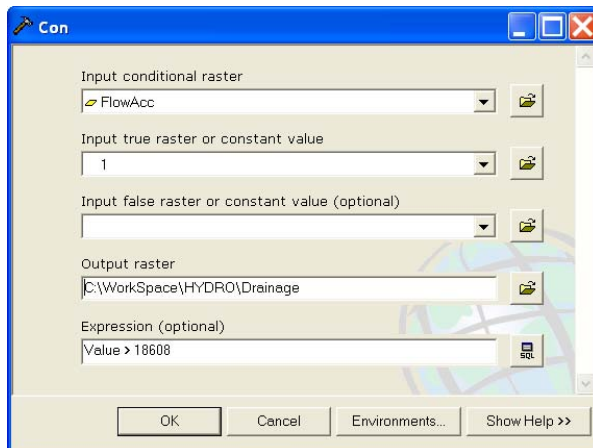 Con
Input conditional raster
FlowAcc
Input true raster or constant value
1
Input false raster or constant value (optional)
Output raster
C:\WorkSpace\HYDRO\Drainage
Expression (optional)
Value > 18608
SQL
OK Cancel Environments... Show Help >>